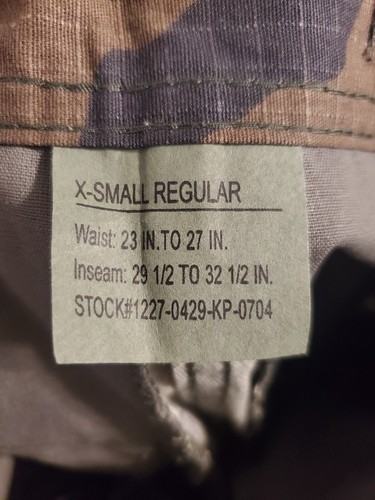 X-SMALL REGULAR
Waist: 23 IN.TO 27 IN.
Inseam: 29 1/2 TO 32 1/2 IN.
STOCK#1227-0429-KP-0704